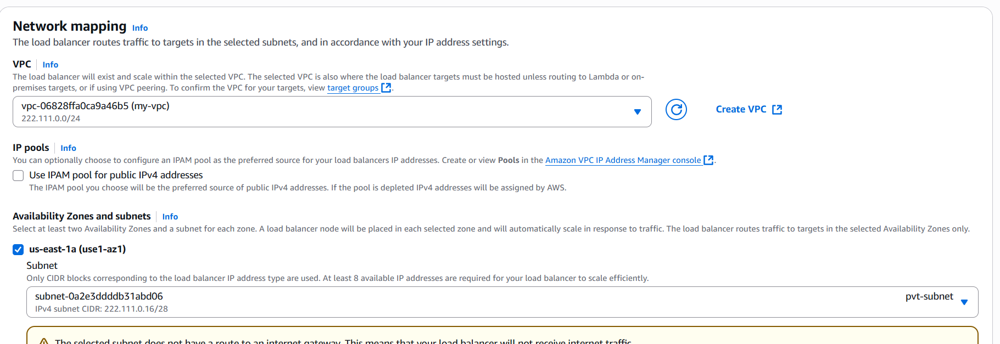 Network mapping Info
The load balancer routes traffic to targets in the selected subnets, and in accordance with your IP address settings.
VPC Info
The load balancer will exist and scale within the selected VPC. The selected VPC is also where the load balancer targets must be hosted unless routing to Lambda or on-
premises targets, or if using VPC peering. To confirm the VPC for your targets, view target groups.
vpc-06828ffa0ca9a46b5 (my-vpc)
222.111.0.0/24
Create VPC
IP pools Info
You can optionally choose to configure an IPAM pool as the preferred source for your load balancers IP addresses. Create or view Pools in the Amazon VPC IP Address Manager console.
Use IPAM pool for public IPv4 addresses
The IPAM pool you choose will be the preferred source of public IPv4 addresses. If the pool is depleted IPv4 addresses will be assigned by AWS.
Availability Zones and subnets Info
Select at least two Availability Zones and a subnet for each zone. A load balancer node will be placed in each selected zone and will automatically scale in response to traffic. The load balancer routes traffic to targets in the selected Availability Zones only.
us-east-1a (use1-az1)
Subnet
Only CIDR blocks corresponding to the load balancer IP address type are used. At least 8 available IP addresses are required for your load balancer to scale efficiently.
subnet-0a2e3ddddb31abd06 pvt-subnet
IPv4 subnet CIDR: 222.111.0.16/28
The selected subnet does not have a route to an internet gateway. This means that your load balancer will not receive internet traffic.